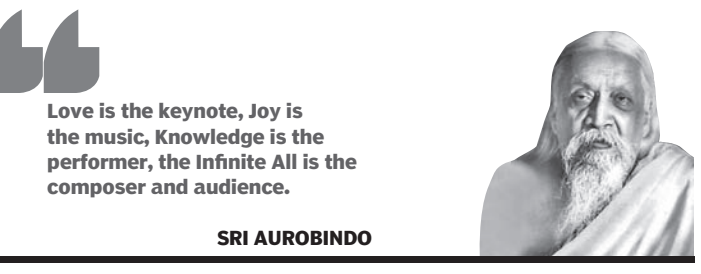 Love is the keynote, Joy is
the music, Knowledge is the
performer, the Infinite All is the
composer and audience.
SRI AUROBINDO